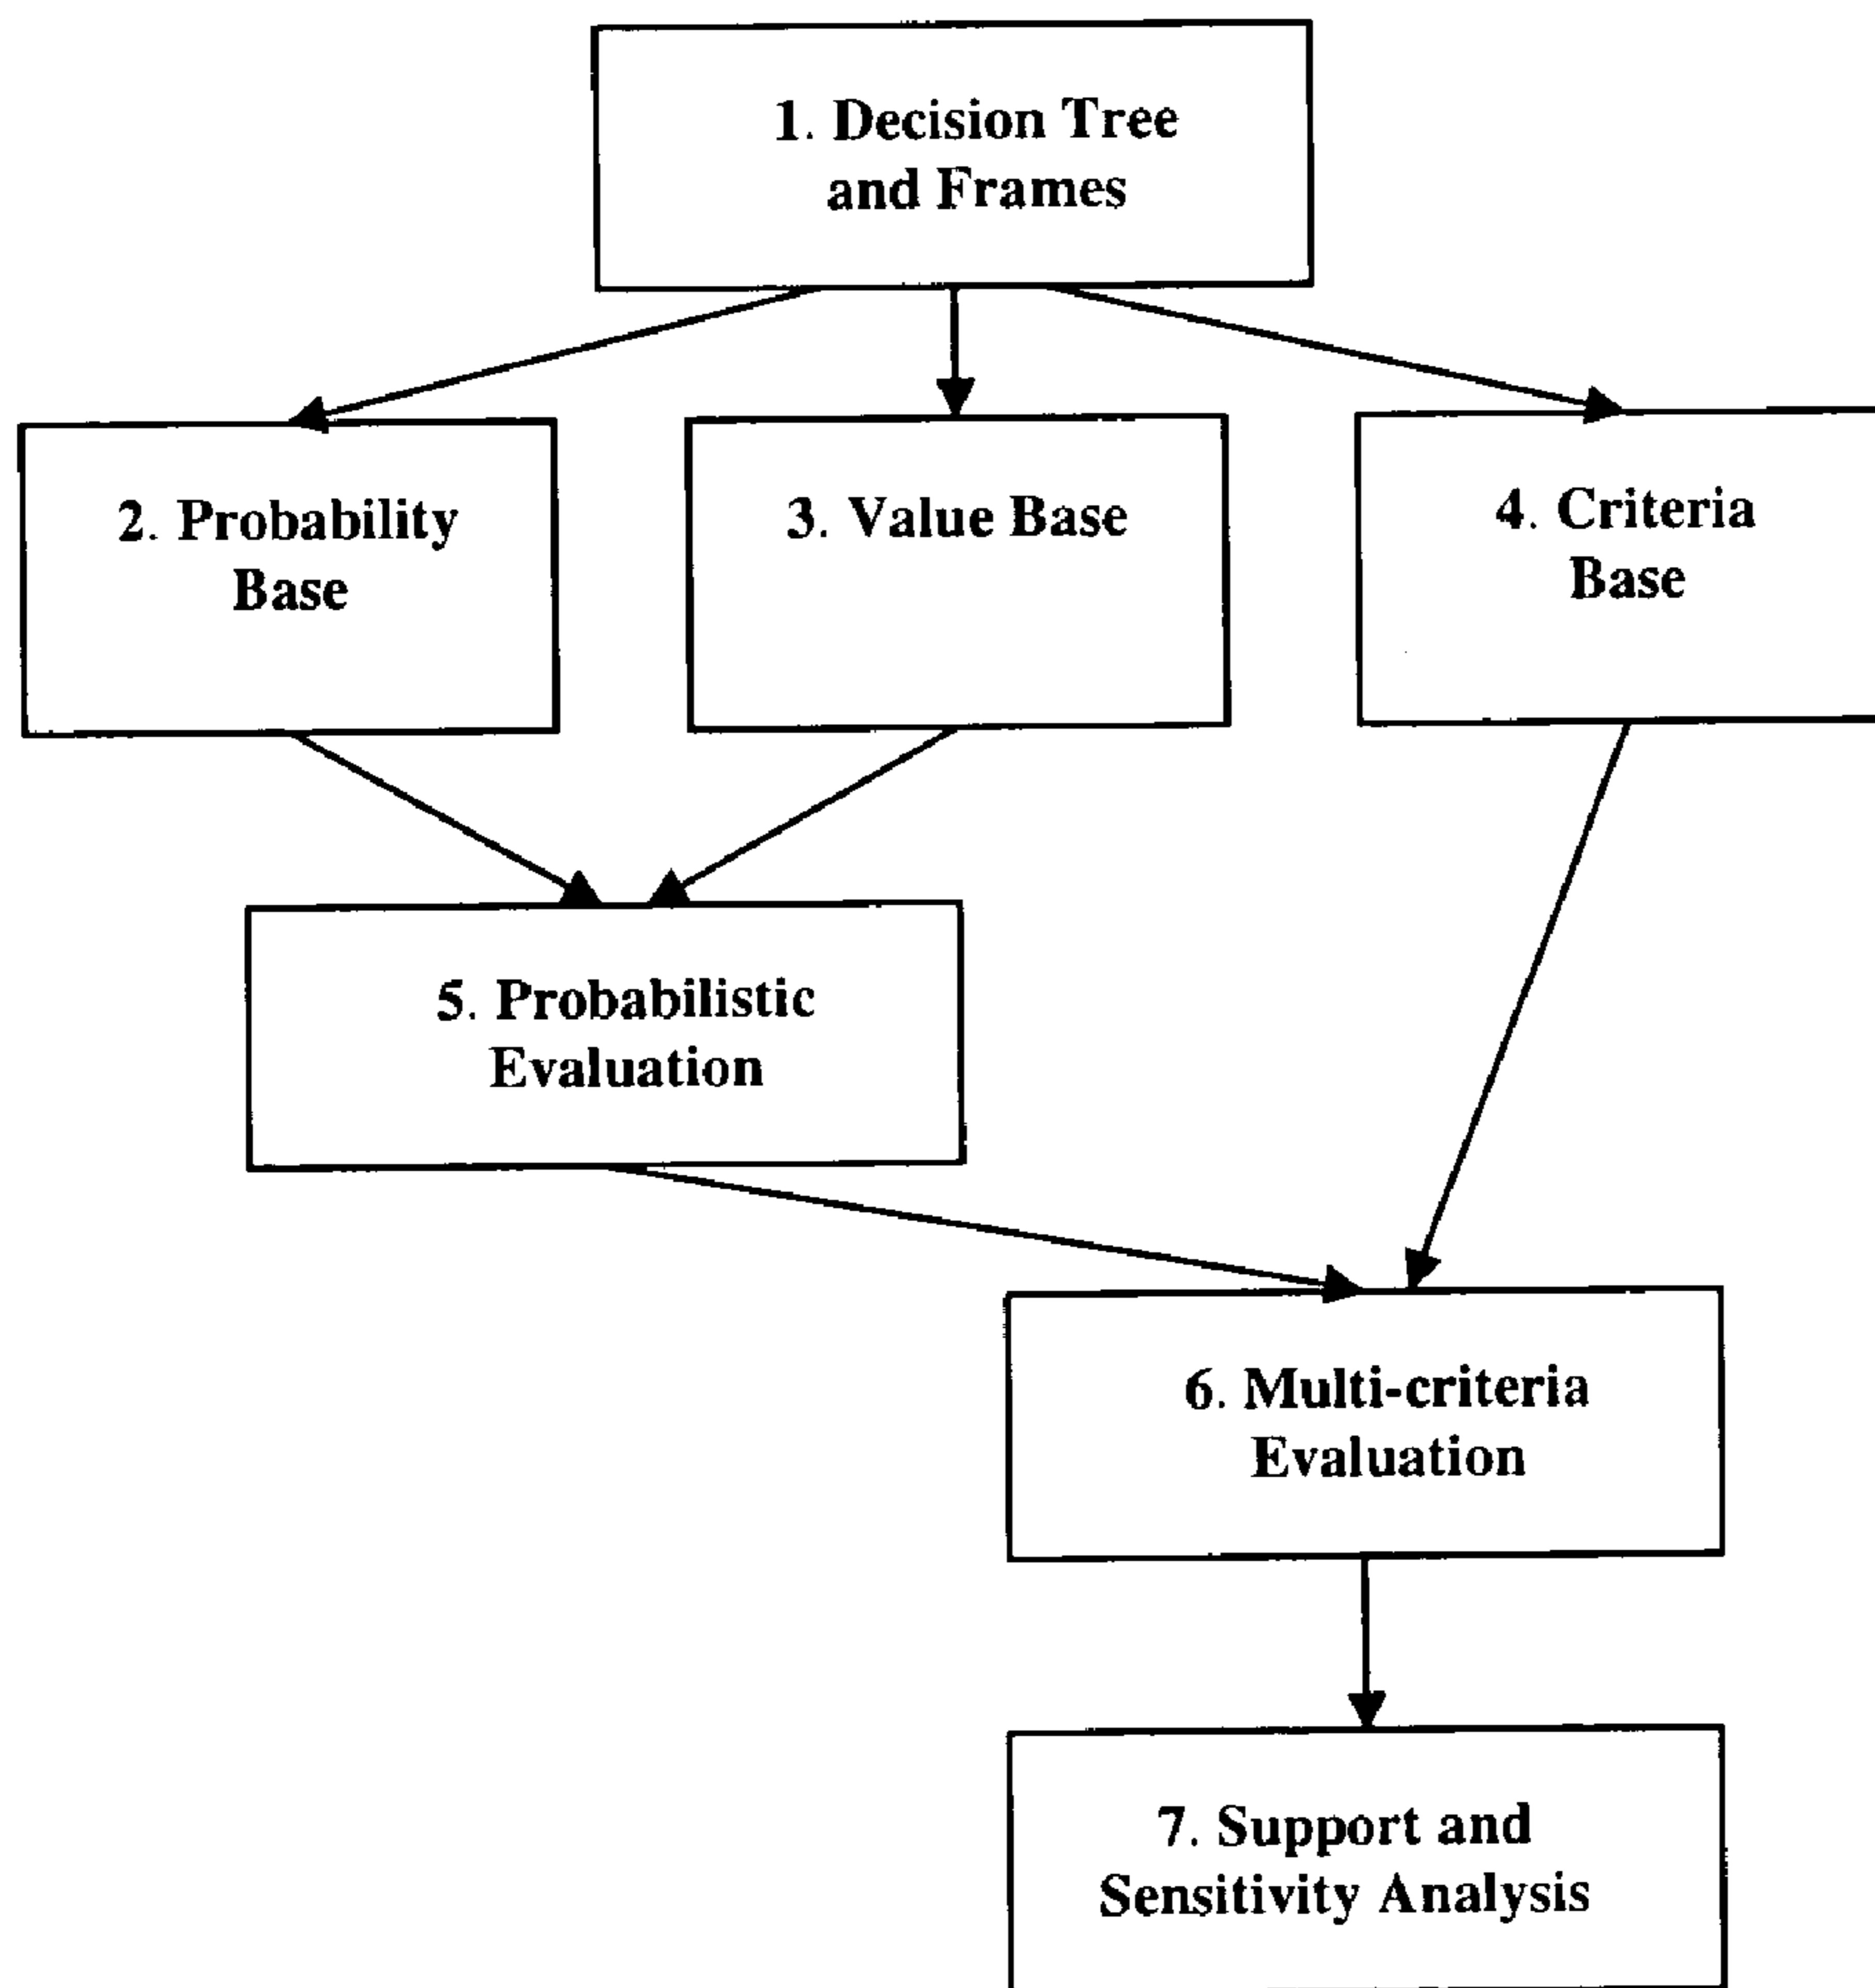 1. Decision Tree
and Frames
2. Probability
Base
3. Value Base
4. Criteria
Base
5. Probabilistic
Evaluation
6. Multi-criteria
Evaluation
7. Support and
Sensitivity Analysis